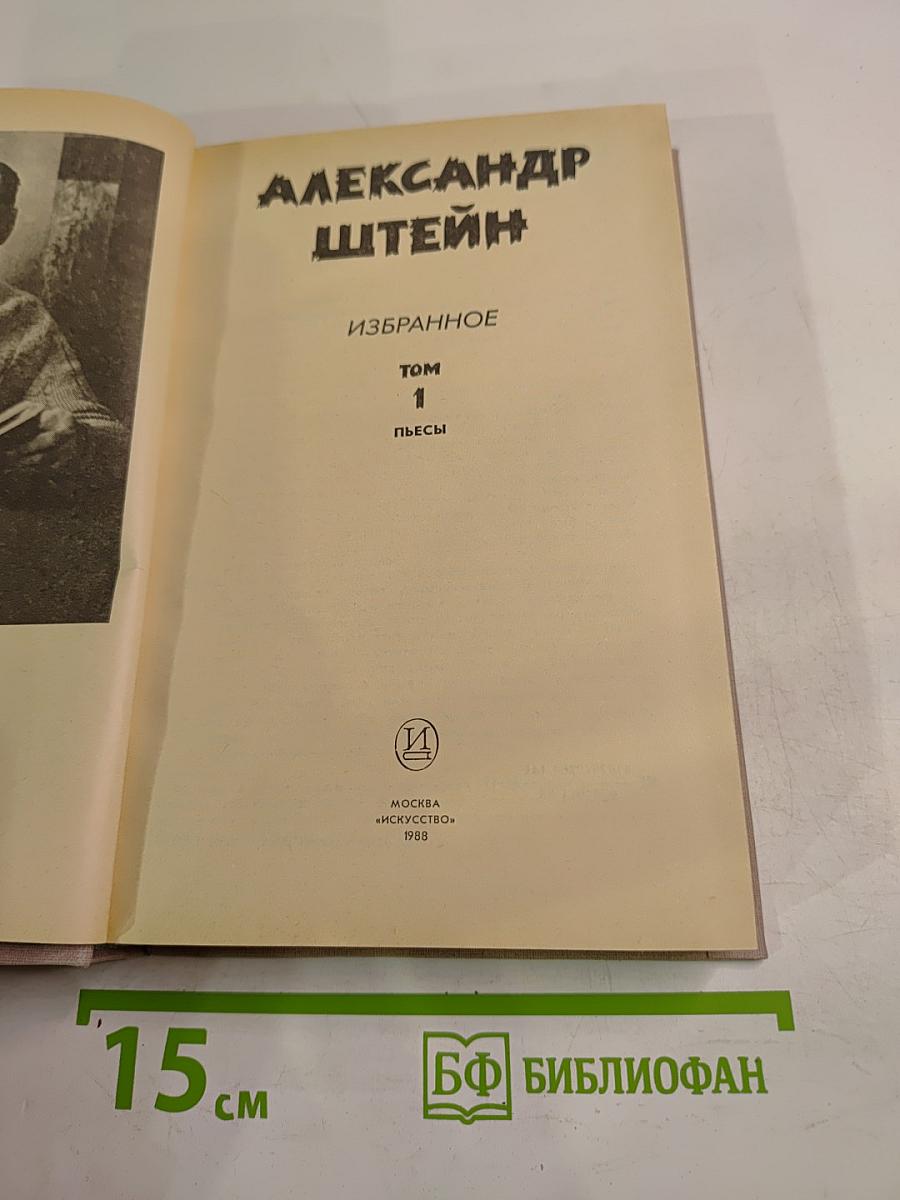 АЛЕКСАНДР
ШТЕЙН
ИЗБРАННОЕ
ТОМ
1
ПЬЕСЫ
И
МОСКВА
«ИСКУССТВО»
1988
15 см
БФ БИБЛИОФАН